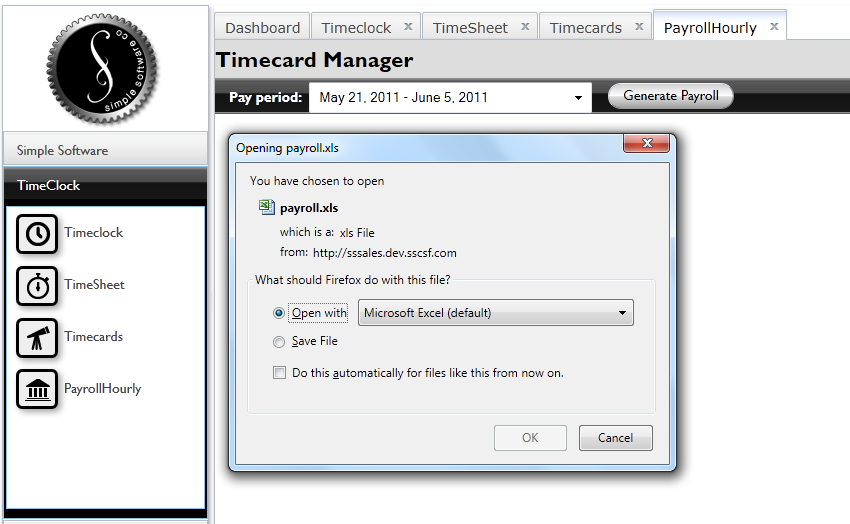 simple software co
Simple Software
TimeClock
Timeclock
TimeSheet
Timecards
PayrollHourly
Dashboard Timeclock x TimeSheet x Timecards x PayrollHourly x
Timecard Manager
Pay period: May 21, 2011 - June 5, 2011 Generate Payroll
Opening payroll.xls
You have chosen to open
payroll.xls
which is a: xls File
from: http://sssales.dev.sscsf.com
What should Firefox do with this file?
Open with Microsoft Excel (default)
Save File
Do this automatically for files like this from now on.
OK Cancel